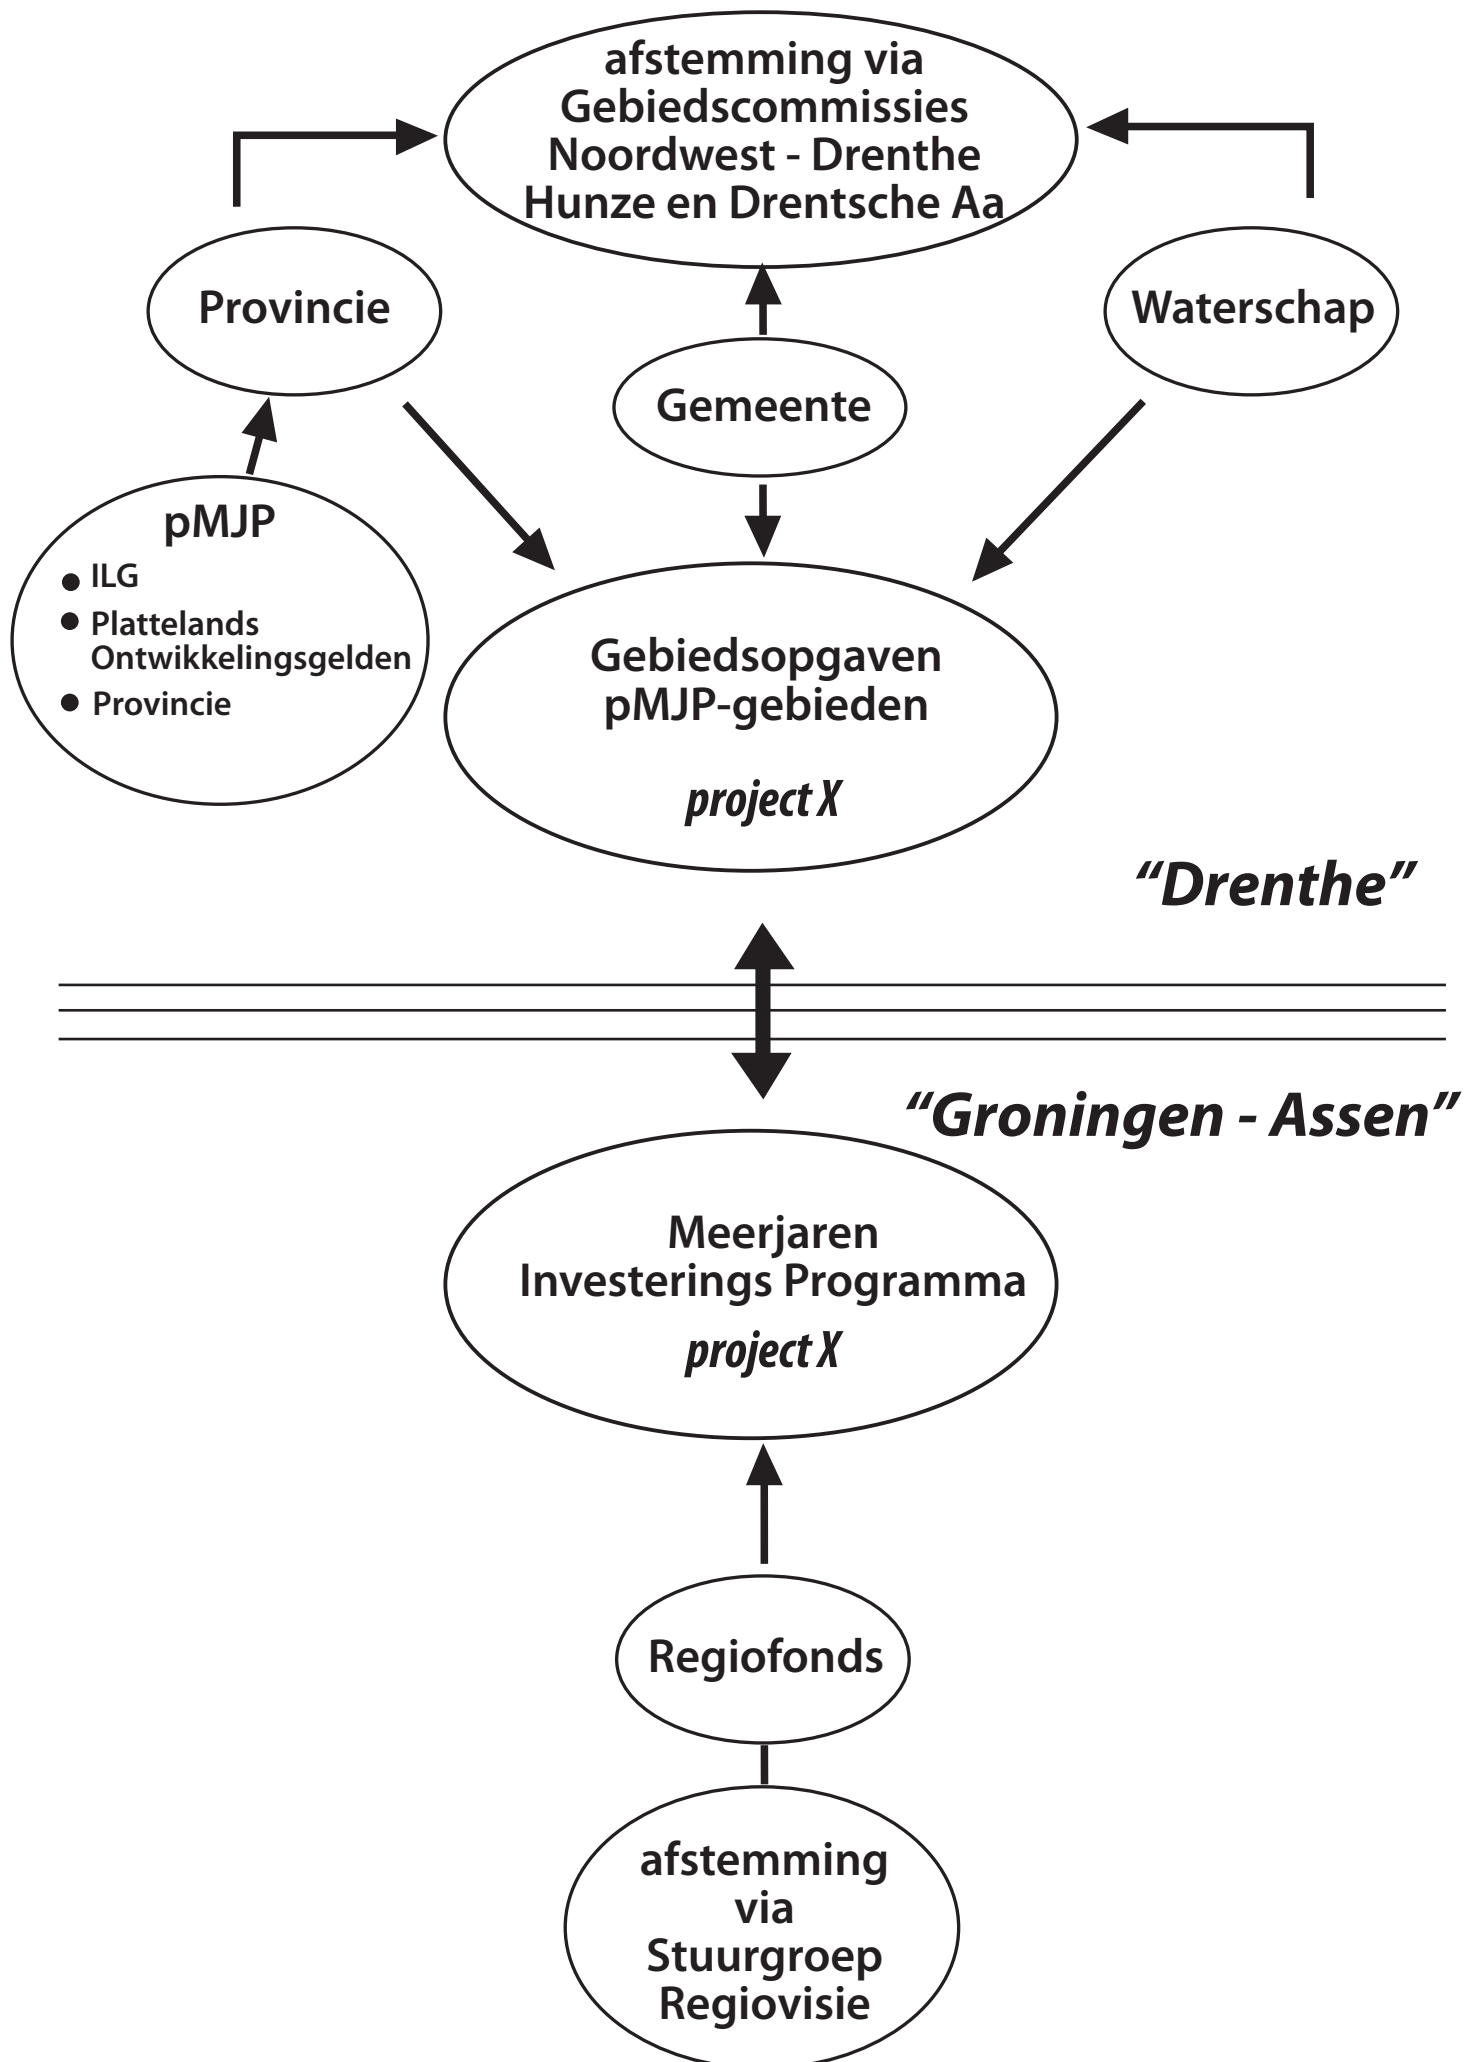 afstemming via
Gebiedscommissies
Noordwest - Drenthe
Hunze en Drentsche Aa
Provincie
Waterschap
Gemeente
pMJP
● ILG
● Plattelands
Ontwikkelingsgelden
● Provincie
Gebiedsopgaven
pMJP-gebieden
project X
“Drenthe”
“Groningen - Assen”
Meerjaren
Investerings Programma
project X
Regiofonds
afstemming
via
Stuurgroep
Regiovisie